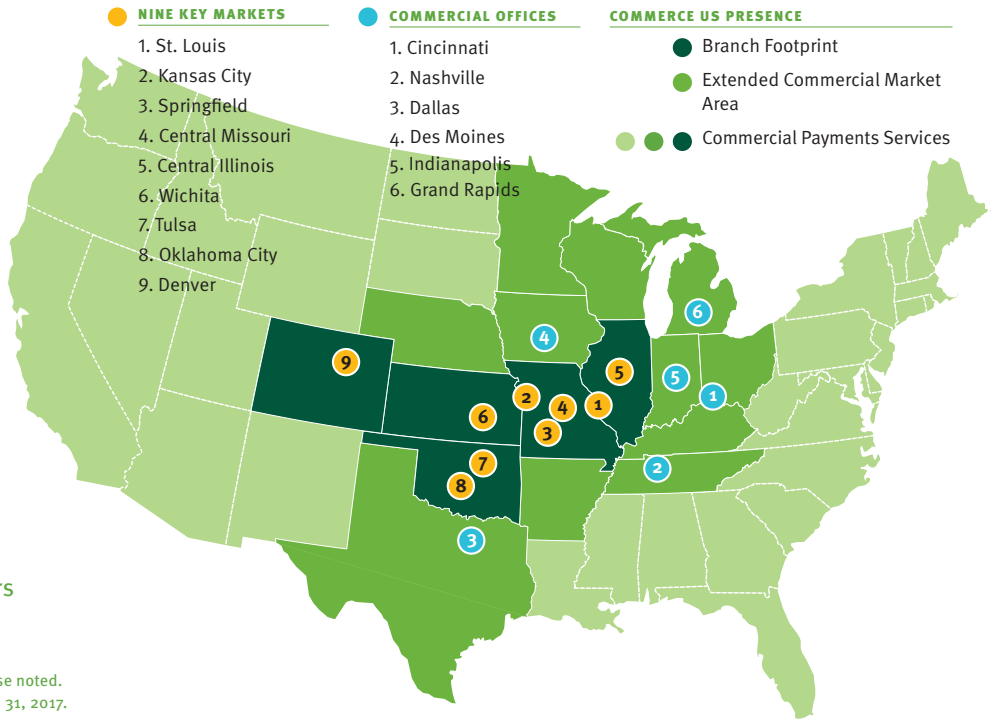 NINE KEY MARKETS
1. St. Louis
2. Kansas City
3. Springfield
4. Central Missouri
5. Central Illinois
6. Wichita
7. Tulsa
8. Oklahoma City
9. Denver
COMMERCIAL OFFICES
1. Cincinnati
2. Nashville
3. Dallas
4. Des Moines
5. Indianapolis
6. Grand Rapids
COMMERCE US PRESENCE
Branch Footprint
Extended Commercial Market
Area
Commercial Payments Services
6
4
9
5
5
2
4
1
1
6
3
7
2
8
3
noted.
31, 2017.